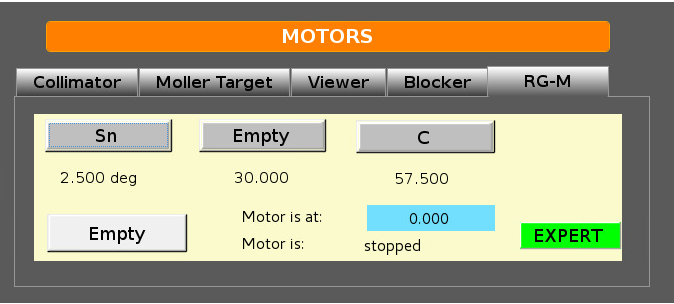 MOTORS
Collimator Moller Target Viewer Blocker RG-M
Sn Empty C
2.500 deg 30.000 57.500
Empty Motor is at: 0.000
Motor is: stopped EXPERT